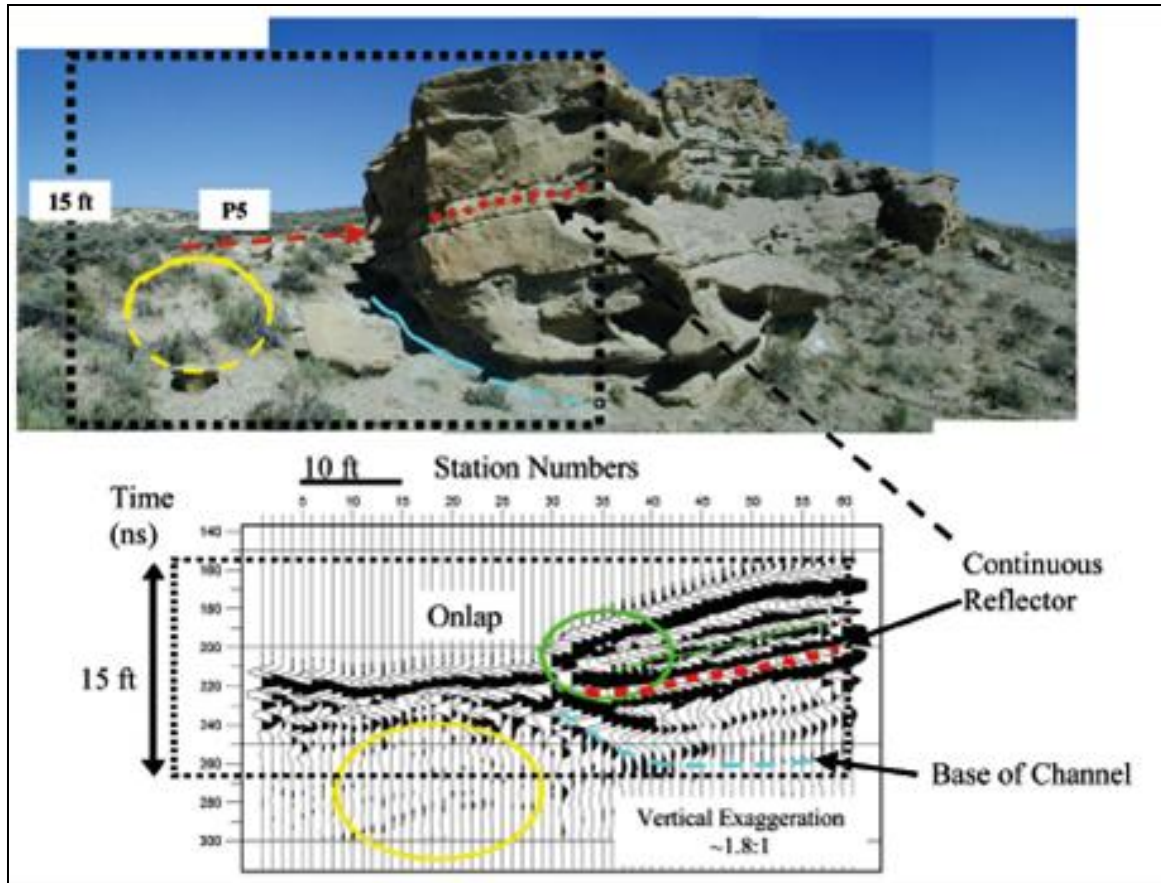 15 ft
P5
10 ft
Station Numbers
Time
(ns)
5 10 15 20 25 30 35 40 45 50 55 60
140
160
180
200
220
240
260
280
300
Onlap
15 ft
Continuous
Reflector
Base of Channel
Vertical Exaggeration
~1.8:1